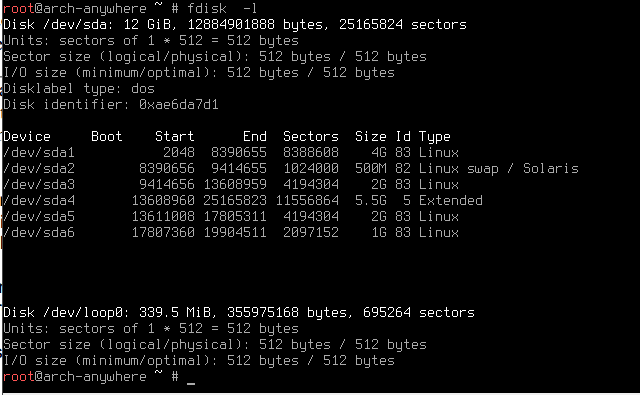 root@arch-anywhere ~ # fdisk  -l
Disk /dev/sda: 12 GiB, 12884901888 bytes, 25165824 sectors
Units: sectors of 1 * 512 = 512 bytes
Sector size (logical/physical): 512 bytes / 512 bytes
I/O size (minimum/optimal): 512 bytes / 512 bytes
Disklabel type: dos
Disk identifier: 0xae6da7d1
Device     Boot    Start      End  Sectors  Size Id Type
/dev/sda1           2048  8390655  8388608    4G 83 Linux
/dev/sda2        8390656  9414655  1024000  500M 82 Linux swap / Solaris
/dev/sda3        9414656 13608959  4194304    2G 83 Linux
/dev/sda4       13608960 25165823 11556864  5.5G  5 Extended
/dev/sda5       13611008 17805311  4194304    2G 83 Linux
/dev/sda6       17807360 19904511  2097152    1G 83 Linux
Disk /dev/loop0: 339.5 MiB, 355975168 bytes, 695264 sectors
Units: sectors of 1 * 512 = 512 bytes
Sector size (logical/physical): 512 bytes / 512 bytes
I/O size (minimum/optimal): 512 bytes / 512 bytes
root@arch-anywhere ~ # _